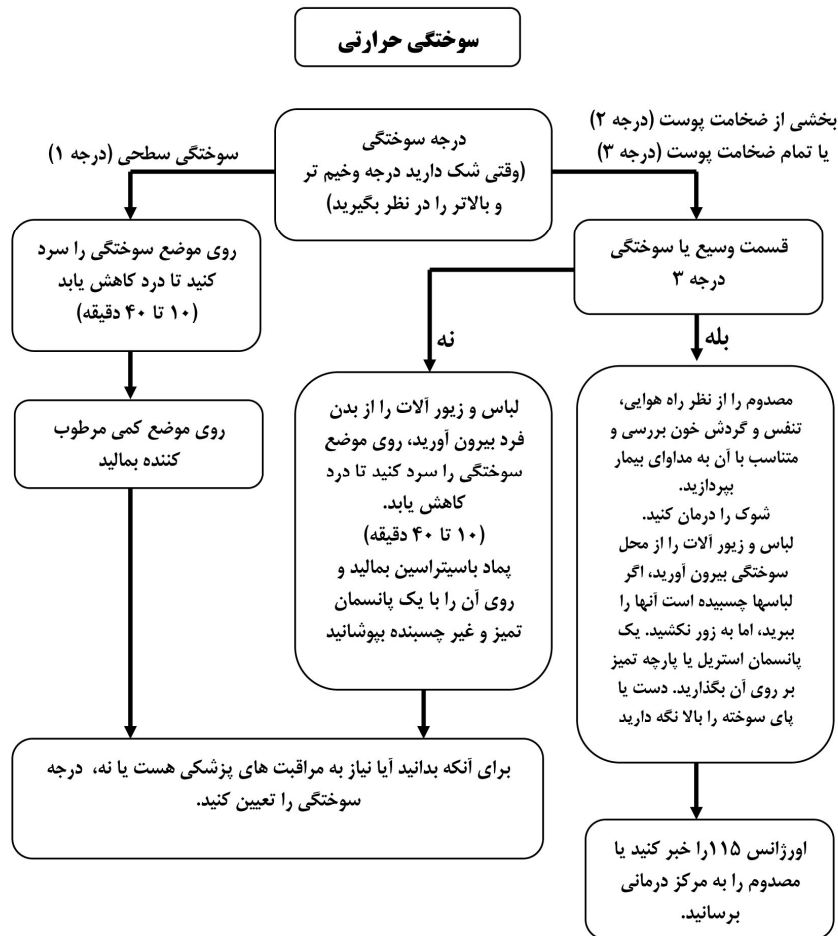 سوختگی حرارتی
درجه سوختگی
(وقتی شک دارید درجه وخیم تر
و بالاتر را در نظر بگیرید)
بخشی از ضخامت پوست (درجه ۲)
یا تمام ضخامت پوست (درجه ۳)
سوختگی سطحی (درجه ۱)
قسمت وسیع یا سوختگی
درجه ۳
روی موضع سوختگی را سرد
کنید تا درد کاهش یابد
(۱۰ تا ۴۰ دقیقه)
بله
نه
مصدوم را از نظر راه هوایی،
تنفس و گردش خون بررسی و
متناسب با آن به مداوای بیمار
بپردازید.
شوک را درمان کنید.
لباس و زیور آلات را از محل
سوختگی بیرون آورید، اگر
لباسها چسبیده است آنها را
ببرید، اما به زور نکشید. یک
پانسمان استریل یا پارچه تمیز
بر روی آن بگذارید. دست یا
پای سوخته را بالا نگه دارید
لباس و زیور آلات را از بدن
فرد بیرون آورید، روی موضع
سوختگی را سرد کنید تا درد
کاهش یابد.
(۱۰ تا ۴۰ دقیقه)
پماد باسیتراسین بمالید و
روی آن را با یک پانسمان
تمیز و غیر چسبنده بپوشانید
روی موضع کمی مرطوب
کننده بمالید
برای آنکه بدانید آیا نیاز به مراقبت های پزشکی هست یا نه، درجه
سوختگی را تعیین کنید.
اورژانس ۱۱۵را خبر کنید یا
مصدوم را به مرکز درمانی
برسانید.